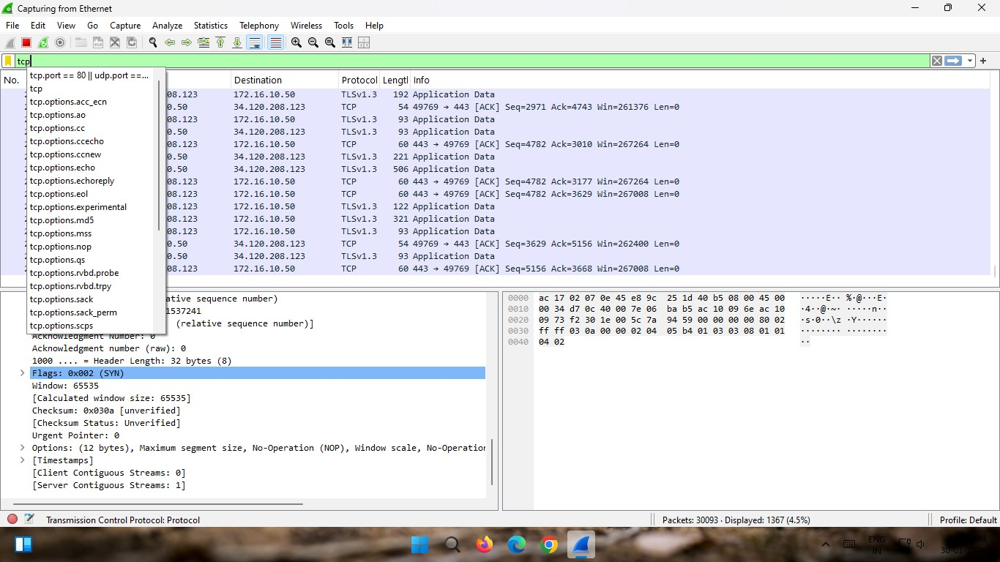 Capturing from Ethernet
File Edit View Go Capture Analyze Statistics Telephony Wireless Tools Help
tcp
No. Destination Protocol Lengtl Info
tcp.port == 80 || udp.port ==...
tcp
tcp.options.acc_ecn
tcp.options.ao
tcp.options.cc
tcp.options.ccecho
tcp.options.ccnew
tcp.options.echo
tcp.options.echoreply
tcp.options.eol
tcp.options.experimental
tcp.options.md5
tcp.options.mss
tcp.options.nop
tcp.options.qs
tcp.options.rvbd.probe
tcp.options.rvbd.trpy
tcp.options.sack
tcp.options.sack_perm
tcp.options.scps
08.123 172.16.10.50 TLSv1.3 192 Application Data
0.50 34.120.208.123 TCP 54 49769 → 443 [ACK] Seq=2971 Ack=4743 Win=261376 Len=0
08.123 172.16.10.50 TLSv1.3 93 Application Data
0.50 34.120.208.123 TLSv1.3 93 Application Data
08.123 172.16.10.50 TCP 60 443 → 49769 [ACK] Seq=4782 Ack=3010 Win=267264 Len=0
0.50 34.120.208.123 TLSv1.3 221 Application Data
0.50 34.120.208.123 TLSv1.3 506 Application Data
08.123 172.16.10.50 TCP 60 443 → 49769 [ACK] Seq=4782 Ack=3177 Win=267264 Len=0
08.123 172.16.10.50 TCP 60 443 → 49769 [ACK] Seq=4782 Ack=3629 Win=267008 Len=0
08.123 172.16.10.50 TLSv1.3 122 Application Data
08.123 172.16.10.50 TLSv1.3 321 Application Data
08.123 172.16.10.50 TLSv1.3 93 Application Data
0.50 34.120.208.123 TCP 54 49769 → 443 [ACK] Seq=3629 Ack=5156 Win=262400 Len=0
0.50 34.120.208.123 TLSv1.3 93 Application Data
08.123 172.16.10.50 TCP 60 443 → 49769 [ACK] Seq=5156 Ack=3668 Win=267008 Len=0
ative sequence number)
1537241
(relative sequence number)]
Acknowledgment number: 0
Acknowledgment number (raw): 0
1000 .... = Header Length: 32 bytes (8)
Flags: 0x002 (SYN)
Window: 65535
[Calculated window size: 65535]
Checksum: 0x030a [unverified]
[Checksum Status: Unverified]
Urgent Pointer: 0
Options: (12 bytes), Maximum segment size, No-Operation (NOP), Window scale, No-Operation
[Timestamps]
[Client Contiguous Streams: 0]
[Server Contiguous Streams: 1]
0000 ac 17 02 07 0e 45 e8 9c 25 1d 40 b5 08 00 45 00 ·····E·· %·@···E·
0010 00 34 d7 0c 40 00 7e 06 ba b5 ac 10 09 6e ac 10 ·4··@·~· ·····n··
0020 09 73 f2 30 1e 00 5c 7a 94 59 00 00 00 00 80 02 ·s·0··\z ·Y······
0030 ff ff 03 0a 00 00 02 04 05 b4 01 03 03 08 01 01 ········ ········
0040 04 02 ··
Transmission Control Protocol: Protocol Packets: 30093 · Displayed: 1367 (4.5%) Profile: Default
ENG
IN